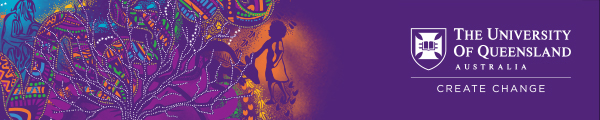 THE UNIVERSITY
OF QUEENSLAND
AUSTRALIA
CREATE CHANGE